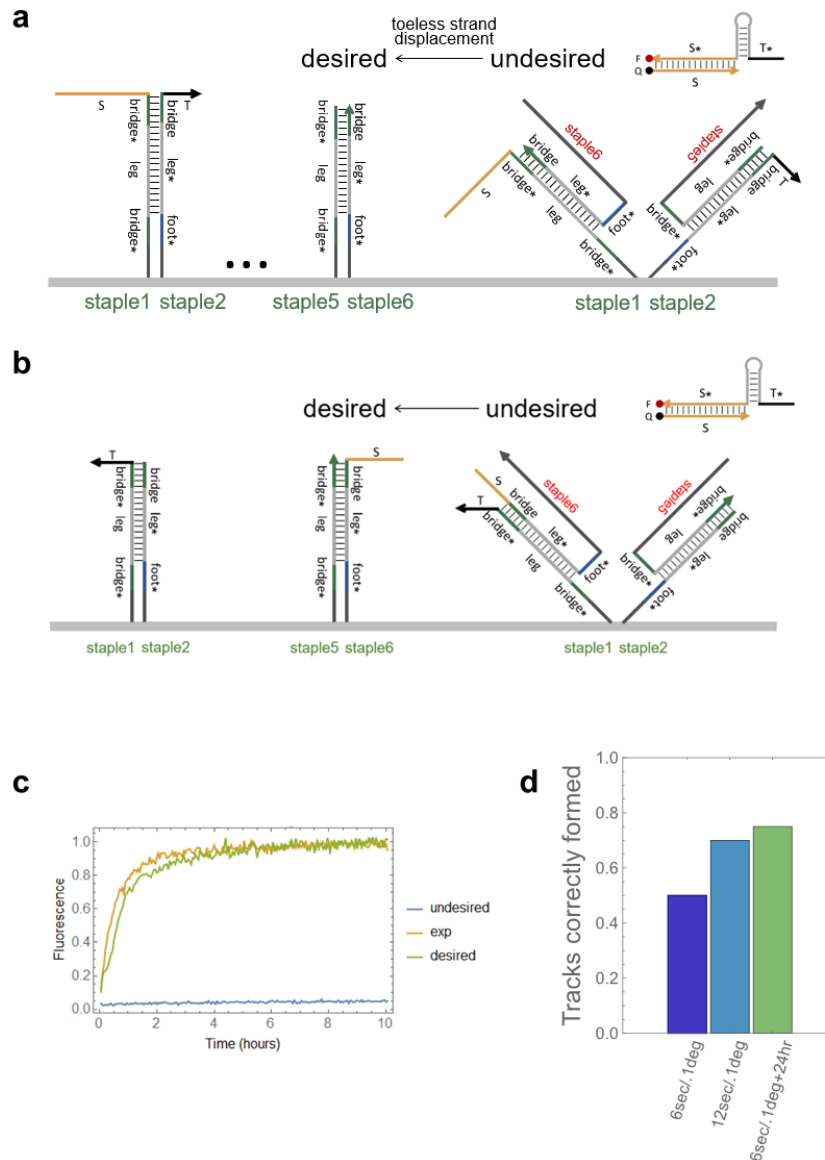 a
toeless strand
displacement
desired
undesired
F
Q
S*
S
T*
S
bridge*
leg
bridge*
bridge
T
leg*
foot*
bridge*
leg
bridge*
bridge
leg*
foot*
S
bridge*
leg
bridge*
bridge
leg*
foot*
staple6
staple5
bridge*
leg
bridge*
bridge
T
leg*
foot*
...
staple1 staple2
staple5 staple6
staple1 staple2
b
desired
undesired
F
Q
S*
S
T*
T
bridge*
leg
bridge*
bridge
leg*
foot*
S
bridge*
leg
bridge*
bridge
leg*
foot*
S
T
bridge*
leg
bridge*
bridge
leg*
foot*
staple6
staple5
bridge*
leg
bridge*
bridge
leg*
foot*
staple1 staple2
staple5 staple6
staple1 staple2
c
Fluorescence
1.0
0.8
0.6
0.4
0.2
0.0
0 2 4 6 8 10
Time (hours)
undesired
exp
desired
d
Tracks correctly formed
1.0
0.8
0.6
0.4
0.2
0.0
6sec/.1deg
12sec/.1deg
6sec/.1deg+24hr